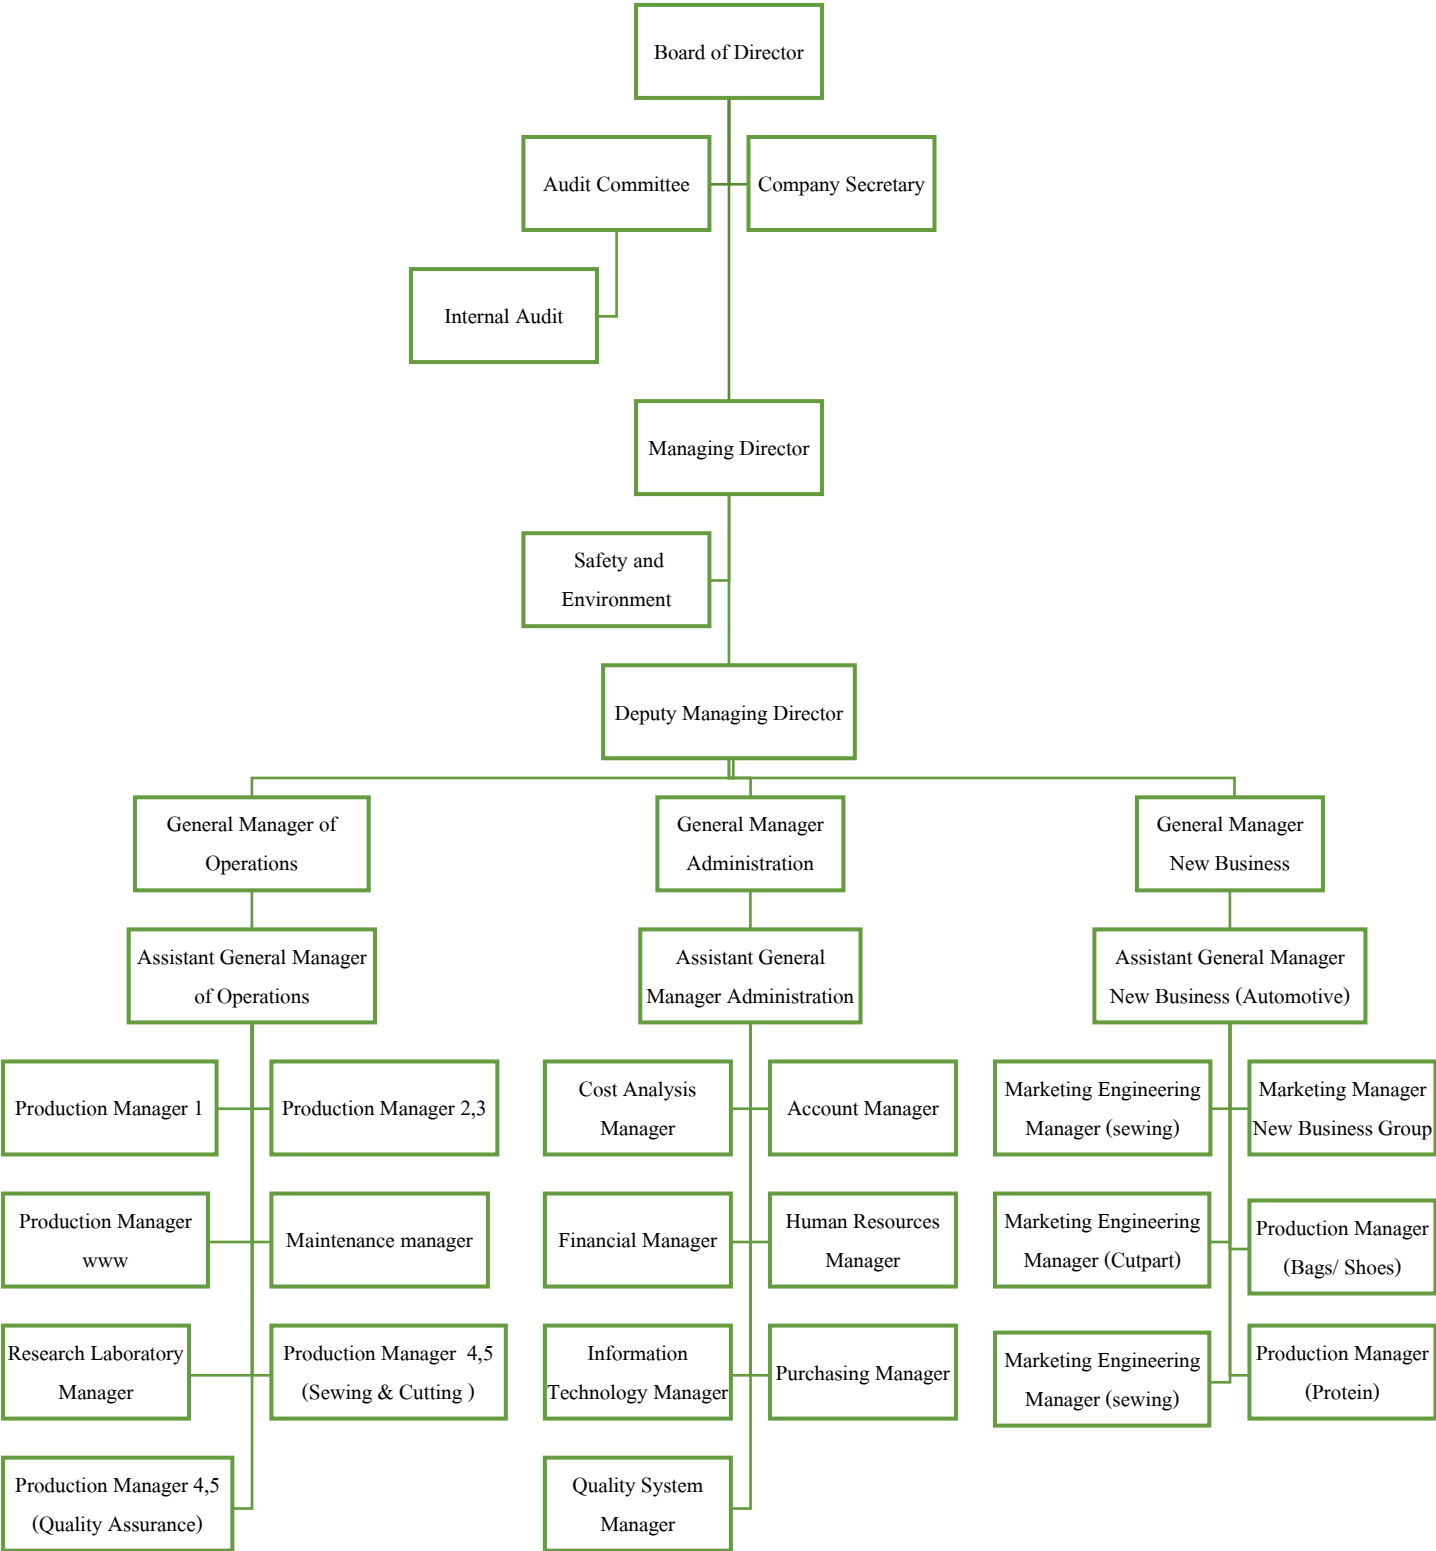 Board of Director
Audit Committee
Company Secretary
Internal Audit
Managing Director
Safety and
Environment
Deputy Managing Director
General Manager of
Operations
General Manager
Administration
General Manager
New Business
Assistant General Manager
of Operations
Assistant General
Manager Administration
Assistant General Manager
New Business (Automotive)
Production Manager 1
Production Manager 2,3
Cost Analysis
Manager
Account Manager
Marketing Engineering
Manager (sewing)
Marketing Manager
New Business Group
Production Manager
www
Maintenance manager
Financial Manager
Human Resources
Manager
Marketing Engineering
Manager (Cutpart)
Production Manager
(Bags/ Shoes)
Research Laboratory
Manager
Production Manager 4,5
(Sewing & Cutting )
Information
Technology Manager
Purchasing Manager
Marketing Engineering
Manager (sewing)
Production Manager
(Protein)
Production Manager 4,5
(Quality Assurance)
Quality System
Manager